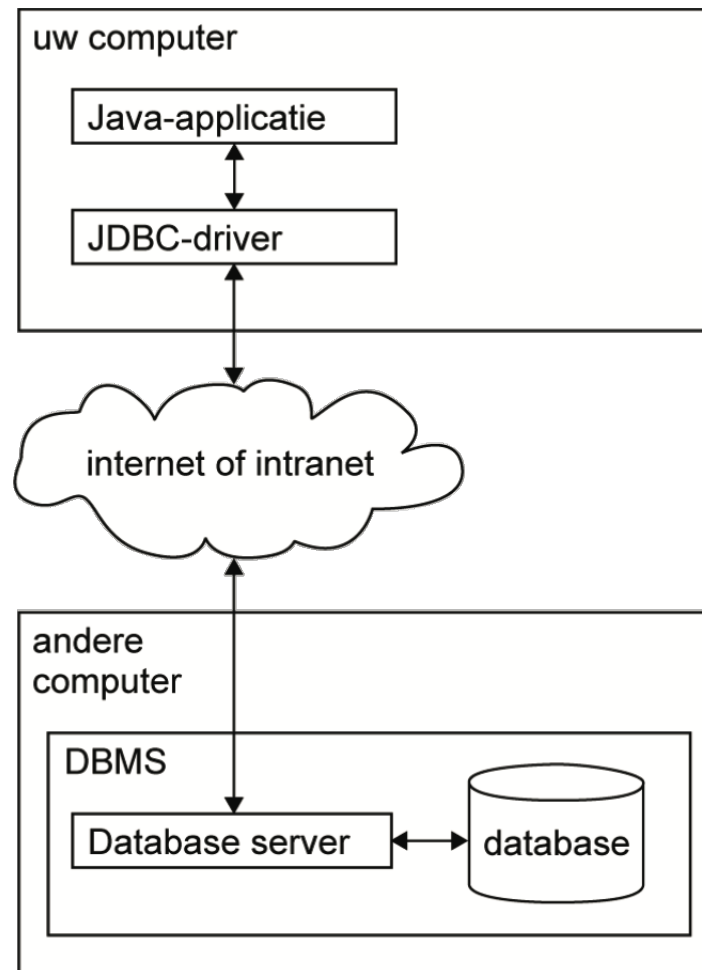 uw computer
Java-applicatie
JDBC-driver
internet of intranet
andere
computer
DBMS
Database server
database